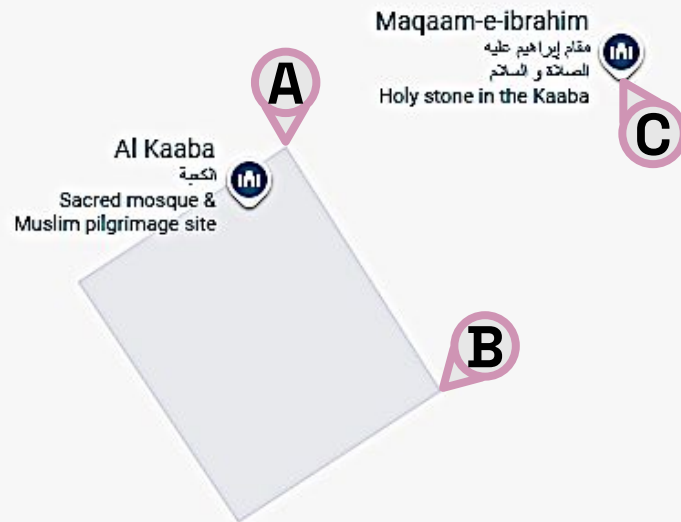 Maqaam-e-ibrahim
مقام إبراهيم عليه
الصلاة و السلام
Holy stone in the Kaaba
A
C
Al Kaaba
الكعبة
Sacred mosque &
Muslim pilgrimage site
B